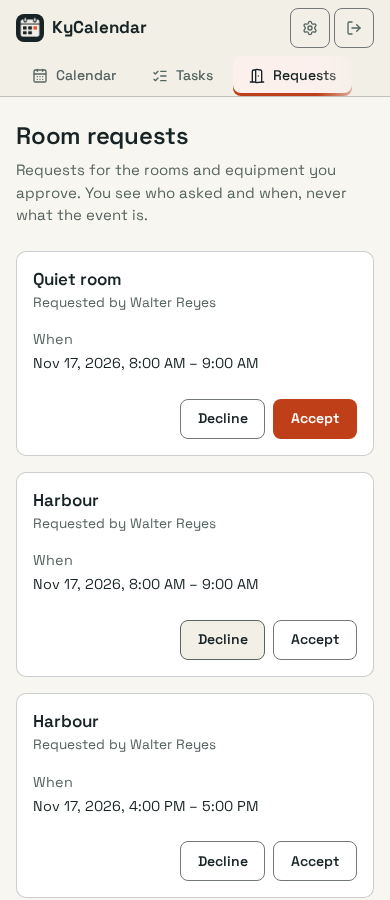 KyCalendar
Calendar
Tasks
Requests
Room requests
Requests for the rooms and equipment you
approve. You see who asked and when, never
what the event is.
Quiet room
Requested by Walter Reyes
When
Nov 17, 2026, 8:00 AM – 9:00 AM
Decline
Accept
Harbour
Requested by Walter Reyes
When
Nov 17, 2026, 8:00 AM – 9:00 AM
Decline
Accept
Harbour
Requested by Walter Reyes
When
Nov 17, 2026, 4:00 PM – 5:00 PM
Decline
Accept